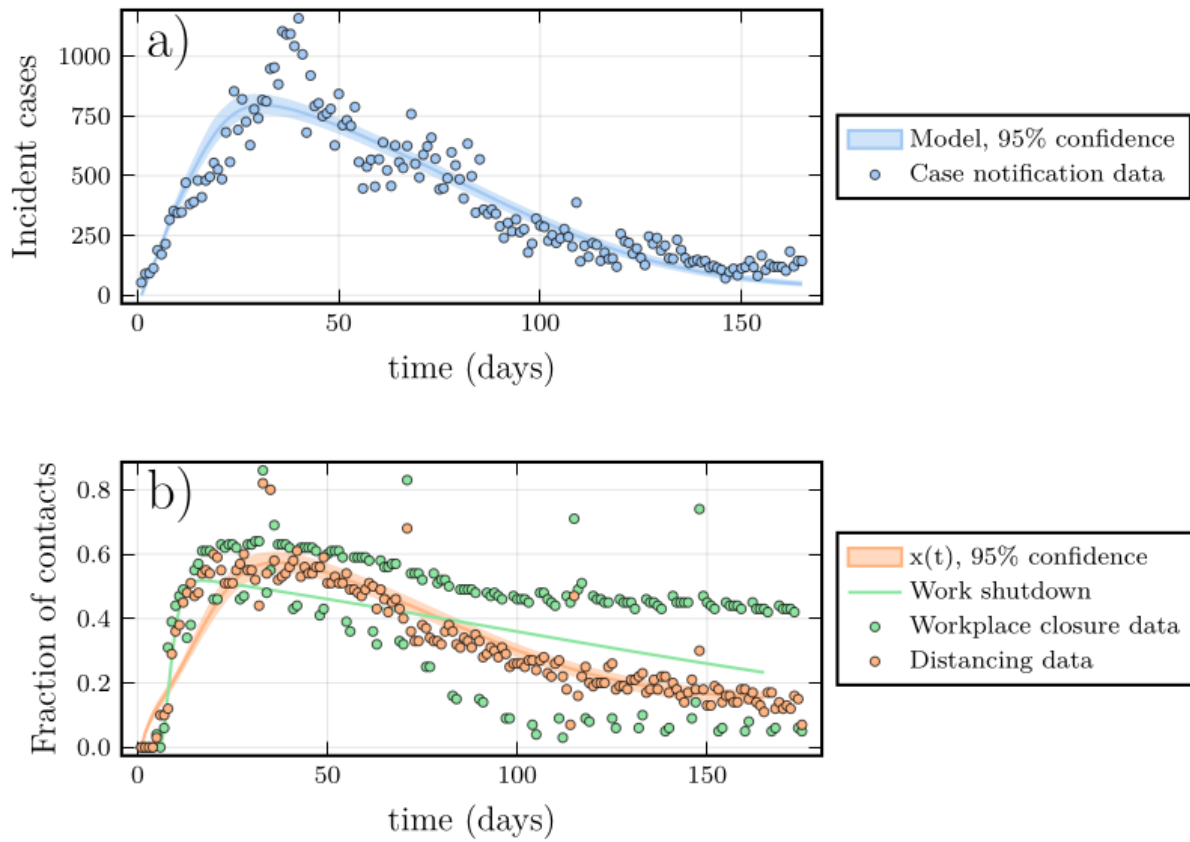 a)
Incident cases
1000
750
500
250
0
0
50
100
150
time (days)
Model, 95% confidence
Case notification data
b)
Fraction of contacts
0.8
0.6
0.4
0.2
0.0
0
50
100
150
time (days)
x(t), 95% confidence
Work shutdown
Workplace closure data
Distancing data